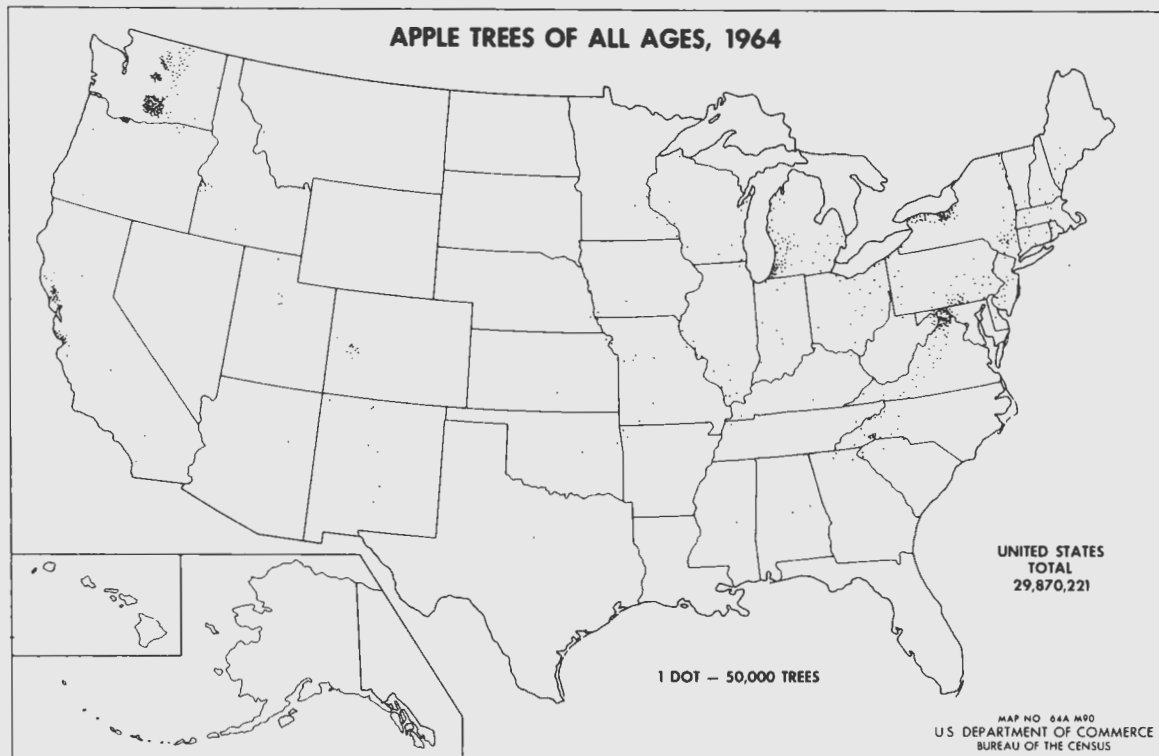 APPLE TREES OF ALL AGES, 1964
UNITED STATES
TOTAL
29,870,221
1 DOT – 50,000 TREES
MAP NO 64A M90
U S DEPARTMENT OF COMMERCE
BUREAU OF THE CENSUS